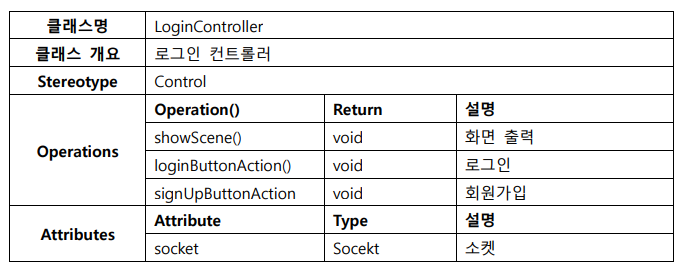 클래스명 LoginController
클래스 개요 로그인 컨트롤러
Stereotype Control
Operations
Operation() Return 설명
showScene() void 화면 출력
loginButtonAction() void 로그인
signUpButtonAction void 회원가입
Attributes
Attribute Type 설명
socket Socekt 소켓